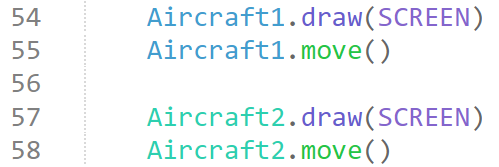 54 Aircraft1.draw(SCREEN)
55 Aircraft1.move()
56
57 Aircraft2.draw(SCREEN)
58 Aircraft2.move()